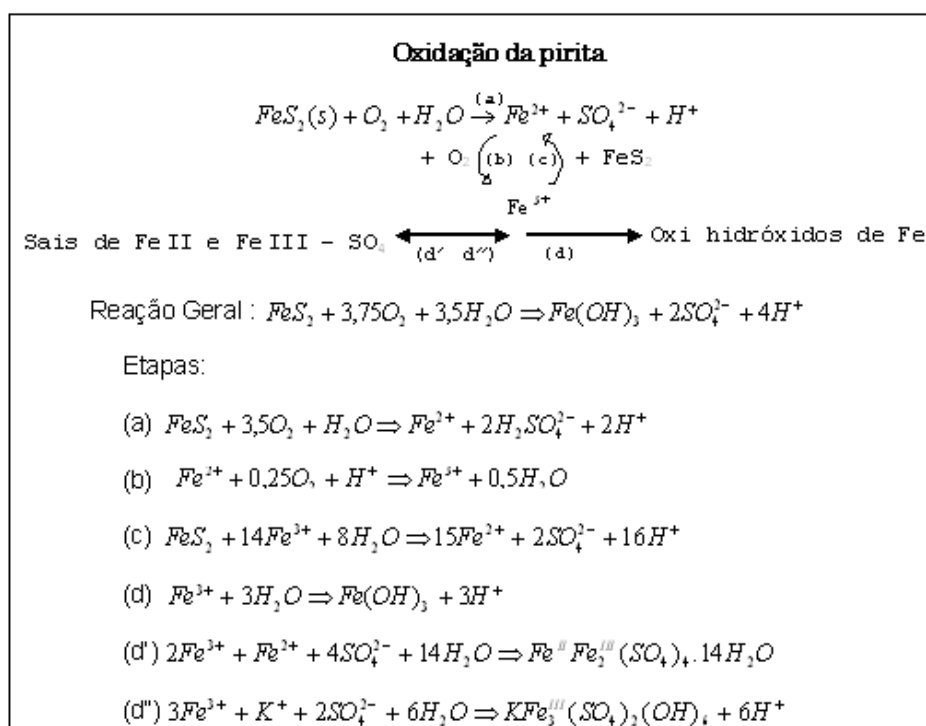 Oxidação da pirita
FeS₂(s) + O₂ + H₂O →(a) Fe²⁺ + SO₄²⁻ + H⁺
+ O₂ (b) (c) + FeS₂
Fe³⁺
Sais de Fe II e Fe III – SO₄ (d' d'') (d) Oxi hidróxidos de Fe
Reação Geral : FeS₂ + 3,75O₂ + 3,5H₂O ⇒ Fe(OH)₃ + 2SO₄²⁻ + 4H⁺
Etapas:
(a) FeS₂ + 3,5O₂ + H₂O ⇒ Fe²⁺ + 2H₂SO₄²⁻ + 2H⁺
(b) Fe²⁺ + 0,25O₂ + H⁺ ⇒ Fe³⁺ + 0,5H₂O
(c) FeS₂ + 14Fe³⁺ + 8H₂O ⇒ 15Fe²⁺ + 2SO₄²⁻ + 16H⁺
(d) Fe³⁺ + 3H₂O ⇒ Fe(OH)₃ + 3H⁺
(d') 2Fe³⁺ + Fe²⁺ + 4SO₄²⁻ + 14H₂O ⇒ Fe^II Fe₂^III (SO₄)₄.14H₂O
(d'') 3Fe³⁺ + K⁺ + 2SO₄²⁻ + 6H₂O ⇒ KFe₃^III (SO₄)₂(OH)₆ + 6H⁺